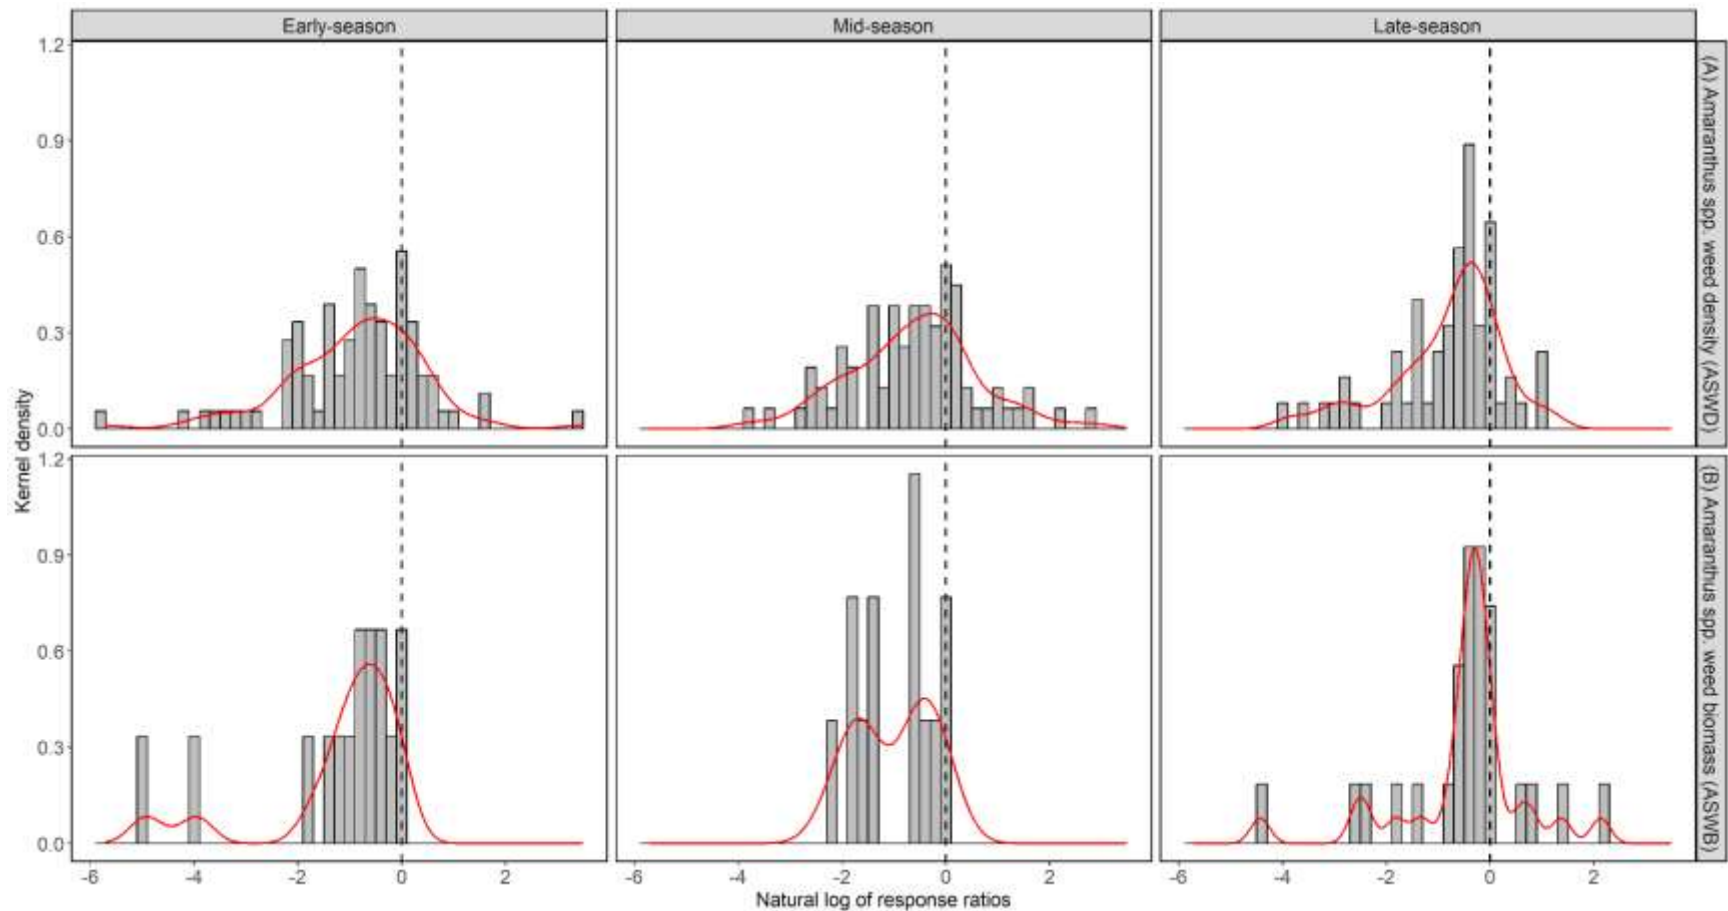 Early-season Mid-season Late-season
1.2
0.9
0.6
0.3
0.0
(A) Amaranthus spp. weed density (ASWD)
Kernel density
1.2
0.9
0.6
0.3
0.0
(B) Amaranthus spp. weed biomass (ASWB)
-6 -4 -2 0 2 -6 -4 -2 0 2 -6 -4 -2 0 2
Natural log of response ratios